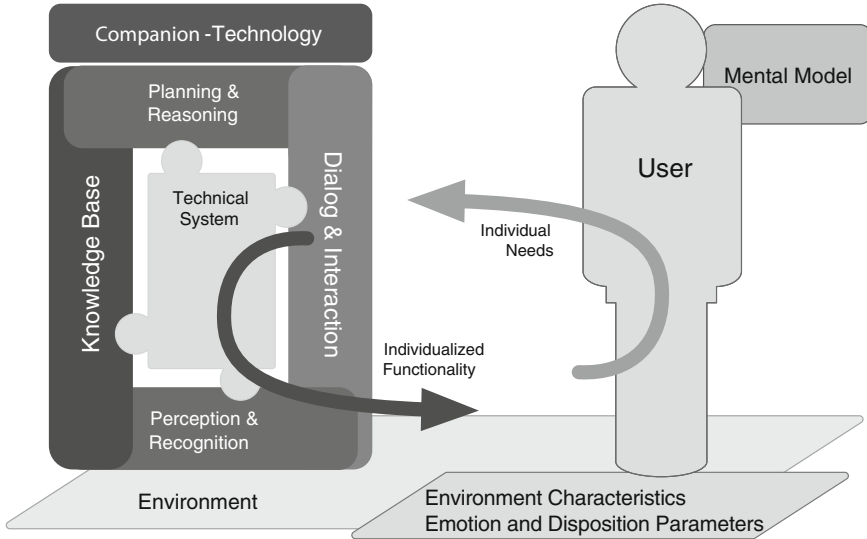 Companion -Technology
Planning &
Reasoning
Knowledge Base
Technical
System
Dialog & Interaction
Perception &
Recognition
Environment
Individualized
Functionality
Individual
Needs
User
Mental Model
Environment Characteristics
Emotion and Disposition Parameters